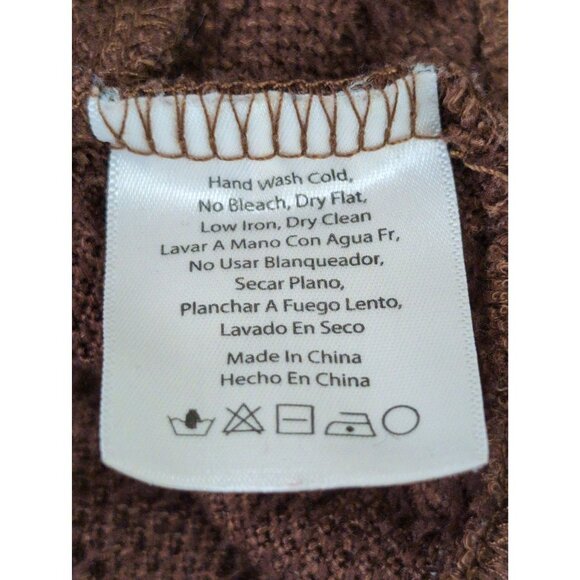 Hand Wash Cold,
No Bleach, Dry Flat,
Low Iron, Dry Clean
Lavar A Mano Con Agua Fr,
No Usar Blanqueador,
Secar Plano,
Planchar A Fuego Lento,
Lavado En Seco
Made In China
Hecho En China